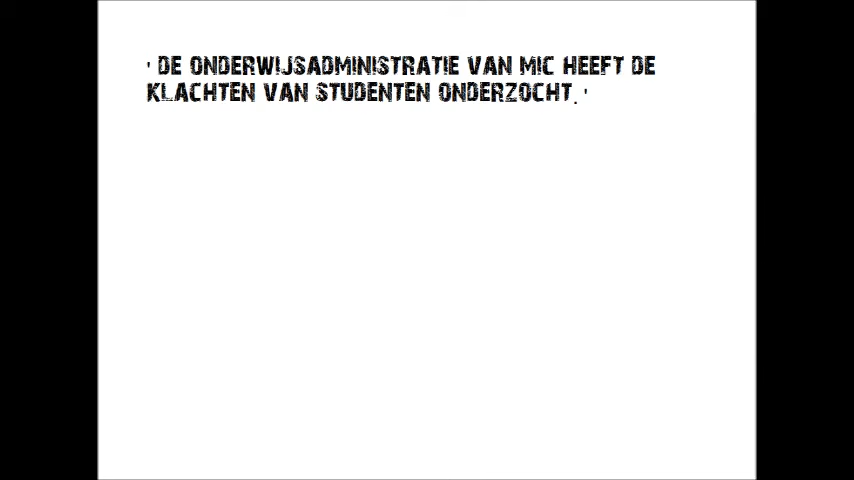 ' DE ONDERWIJSADMINISTRATIE VAN MIC HEEFT DE
KLACHTEN VAN STUDENTEN ONDERZOCHT. '